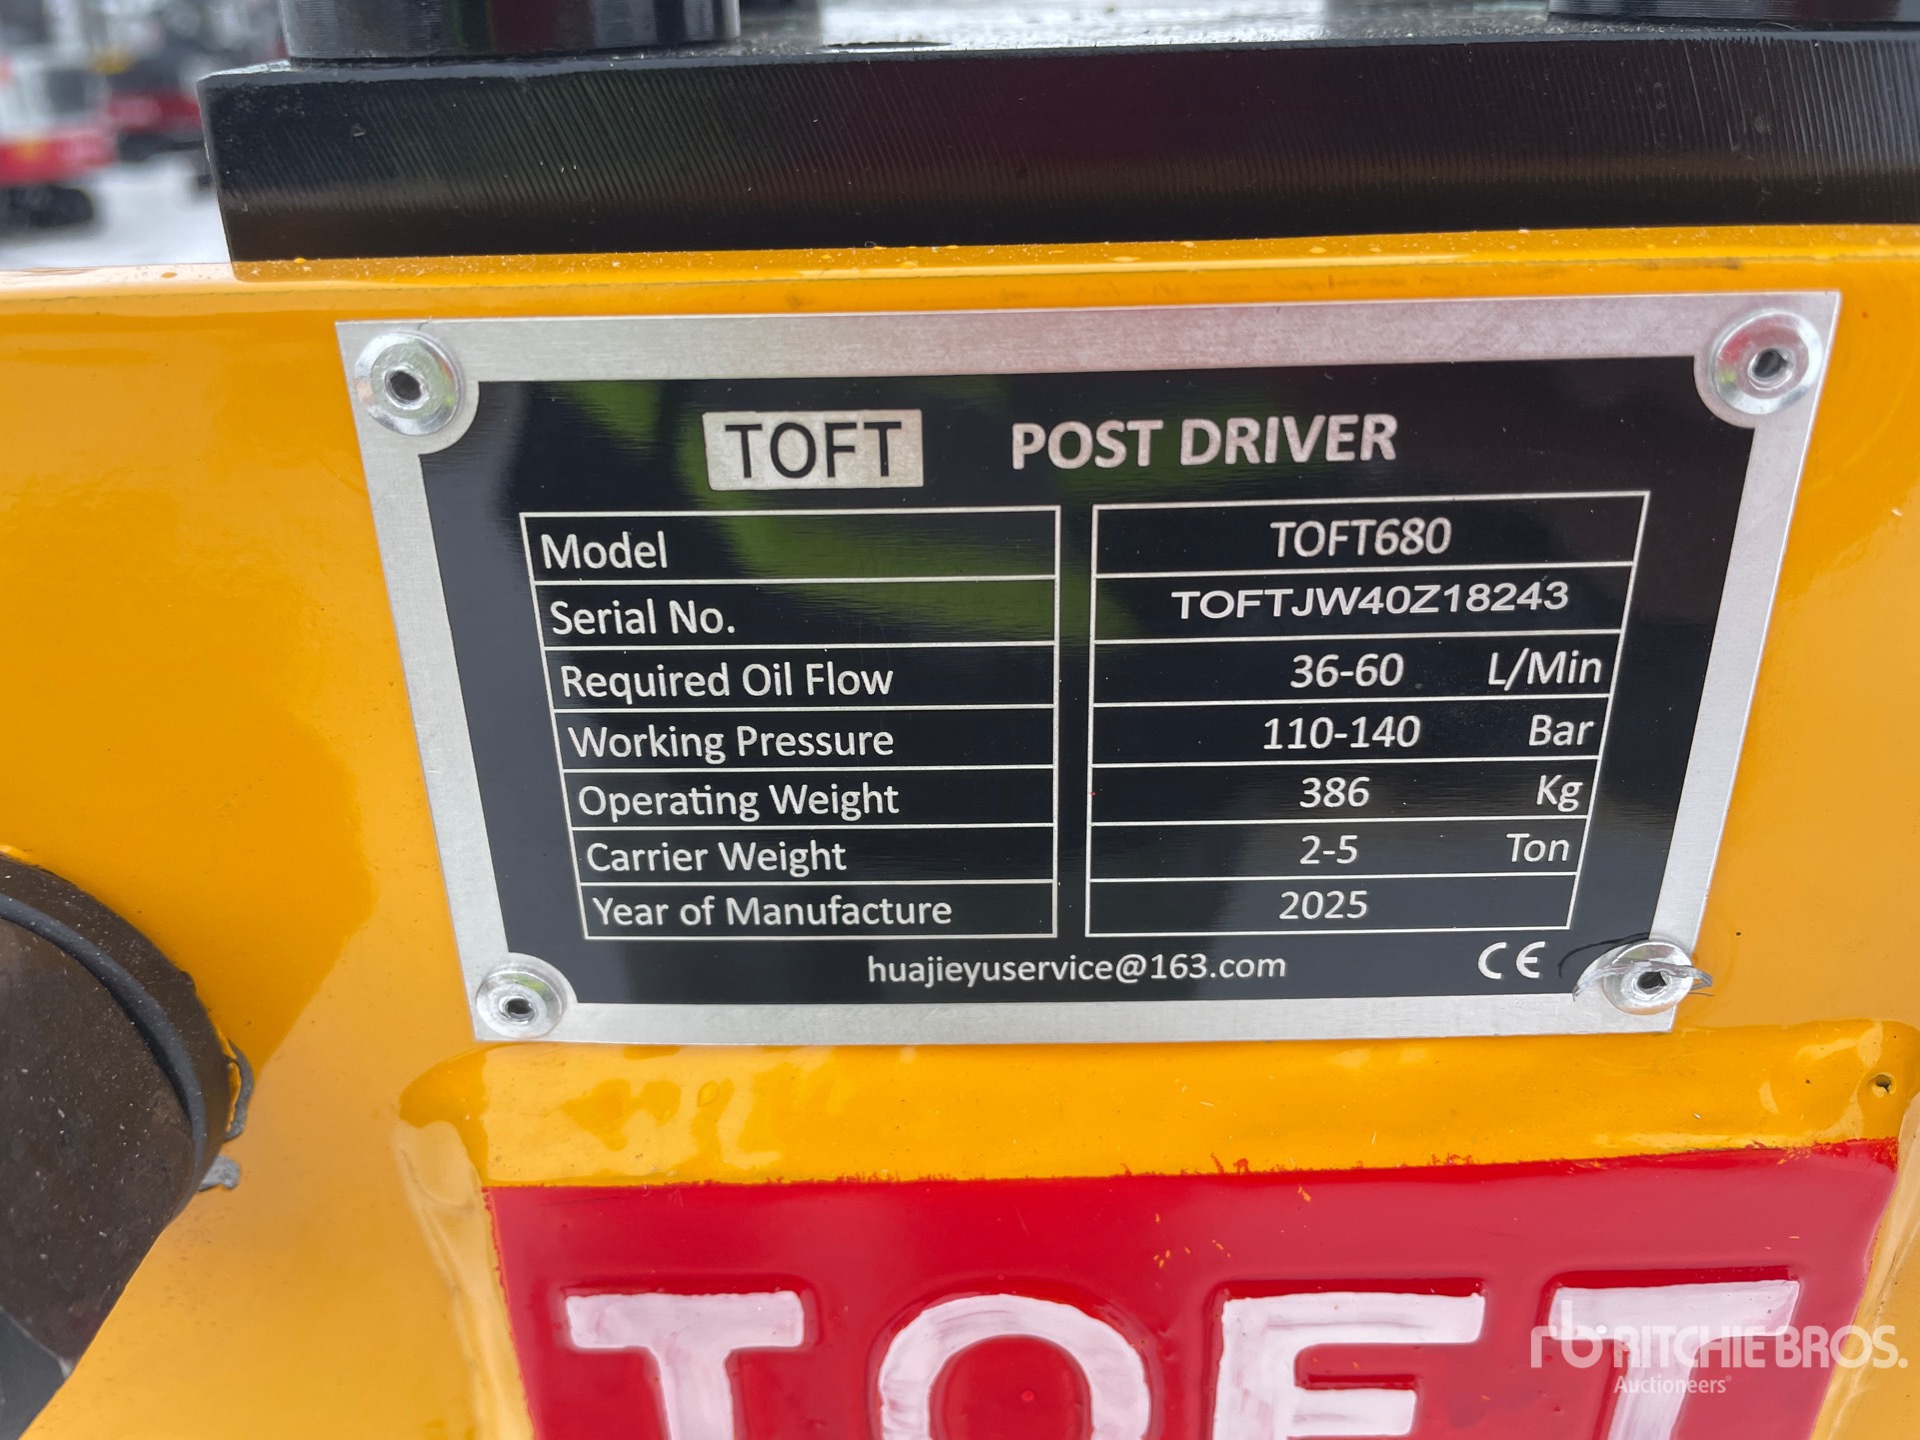 TOFT POST DRIVER
Model TOFT680
Serial No. TOFTJW40Z18243
Required Oil Flow 36-60 L/Min
Working Pressure 110-140 Bar
Operating Weight 386 Kg
Carrier Weight 2-5 Ton
Year of Manufacture 2025
huajieyuservice@163.com CE
TOFT
rb RITCHIE BROS.
Auctioneers